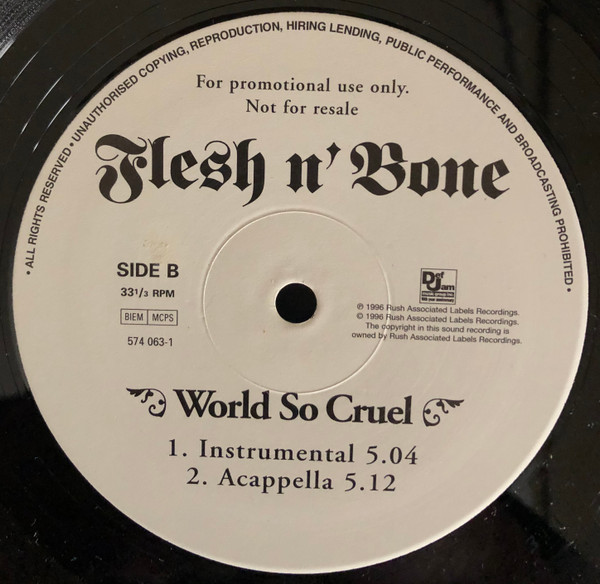 • ALL RIGHTS RESERVED • UNAUTHORISED COPYING, REPRODUCTION, HIRING LENDING, PUBLIC PERFORMANCE AND BROADCASTING PROHIBITED •
For promotional use only.
Not for resale
Flesh n' Bone
SIDE B
33 1/3 RPM
BIEM MCPS
574 063-1
Def
Jam
℗ 1996 Rush Associated Labels Recordings.
© 1996 Rush Associated Labels Recordings.
The copyright in this sound recording is
owned by Rush Associated Labels Recordings.
World So Cruel
1. Instrumental 5.04
2. Acappella 5.12